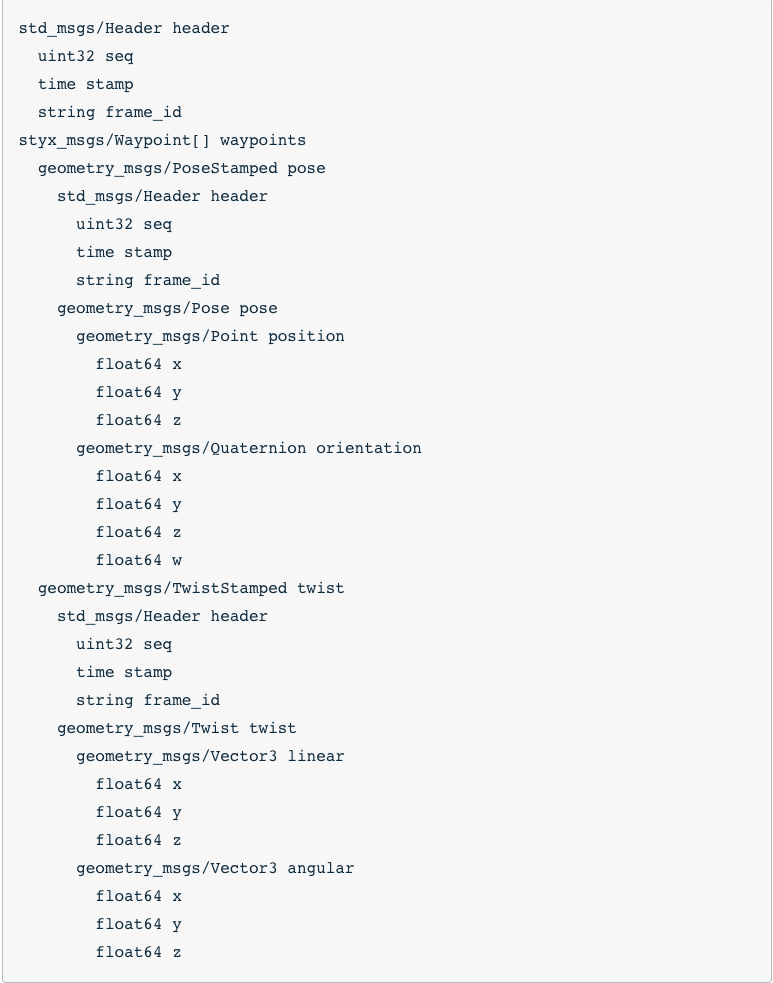 std_msgs/Header header
  uint32 seq
  time stamp
  string frame_id
styx_msgs/Waypoint[] waypoints
  geometry_msgs/PoseStamped pose
    std_msgs/Header header
      uint32 seq
      time stamp
      string frame_id
    geometry_msgs/Pose pose
      geometry_msgs/Point position
        float64 x
        float64 y
        float64 z
      geometry_msgs/Quaternion orientation
        float64 x
        float64 y
        float64 z
        float64 w
  geometry_msgs/TwistStamped twist
    std_msgs/Header header
      uint32 seq
      time stamp
      string frame_id
    geometry_msgs/Twist twist
      geometry_msgs/Vector3 linear
        float64 x
        float64 y
        float64 z
      geometry_msgs/Vector3 angular
        float64 x
        float64 y
        float64 z